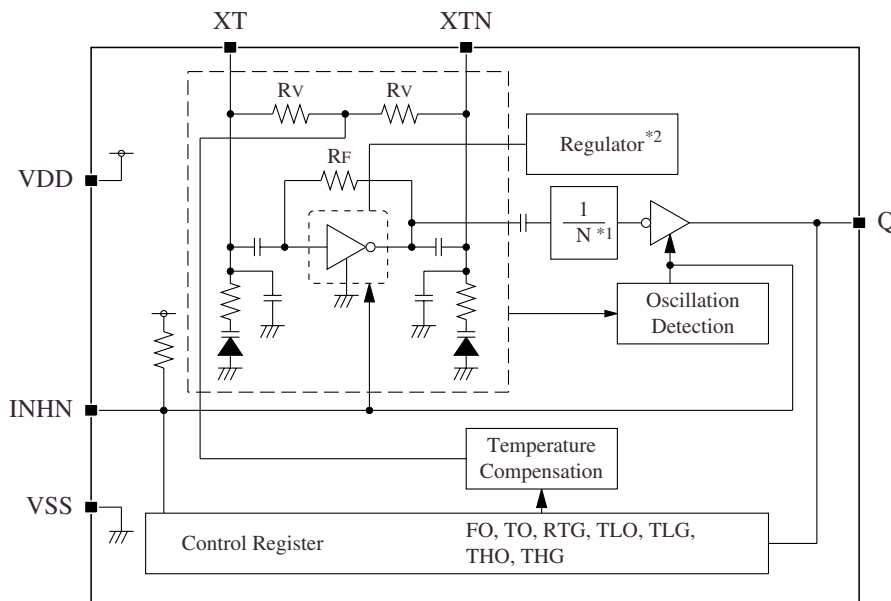 XT
XTN
RV
RV
Regulator*2
VDD
RF
1
N*1
Q
Oscillation
Detection
INHN
Temperature
Compensation
VSS
Control Register
FO, TO, RTG, TLO, TLG,
THO, THG